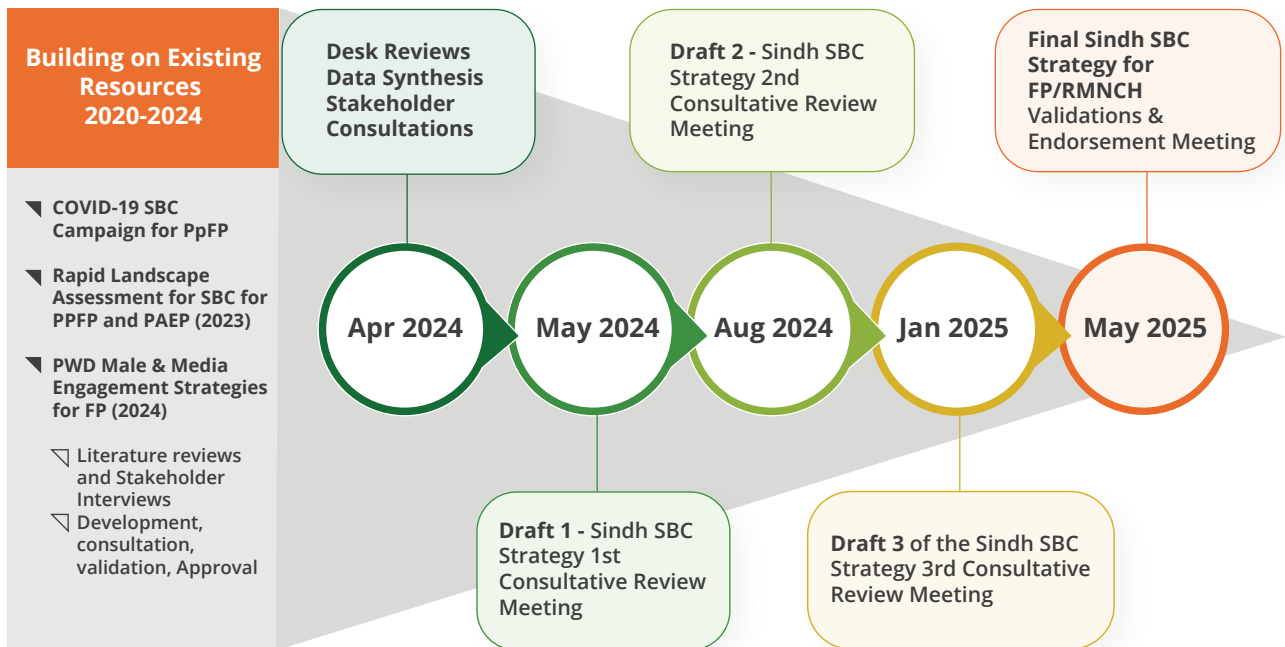 Building on Existing
Resources
2020-2024
COVID-19 SBC
Campaign for PpFP
Rapid Landscape
Assessment for SBC for
PPFP and PAEP (2023)
PWD Male & Media
Engagement Strategies
for FP (2024)
Literature reviews
and Stakeholder
Interviews
Development,
consultation,
validation, Approval
Desk Reviews
Data Synthesis
Stakeholder
Consultations
Draft 2 - Sindh SBC
Strategy 2nd
Consultative Review
Meeting
Final Sindh SBC
Strategy for
FP/RMNCH
Validations &
Endorsement Meeting
Apr 2024
May 2024
Aug 2024
Jan 2025
May 2025
Draft 1 - Sindh SBC
Strategy 1st
Consultative Review
Meeting
Draft 3 of the Sindh SBC
Strategy 3rd Consultative
Review Meeting